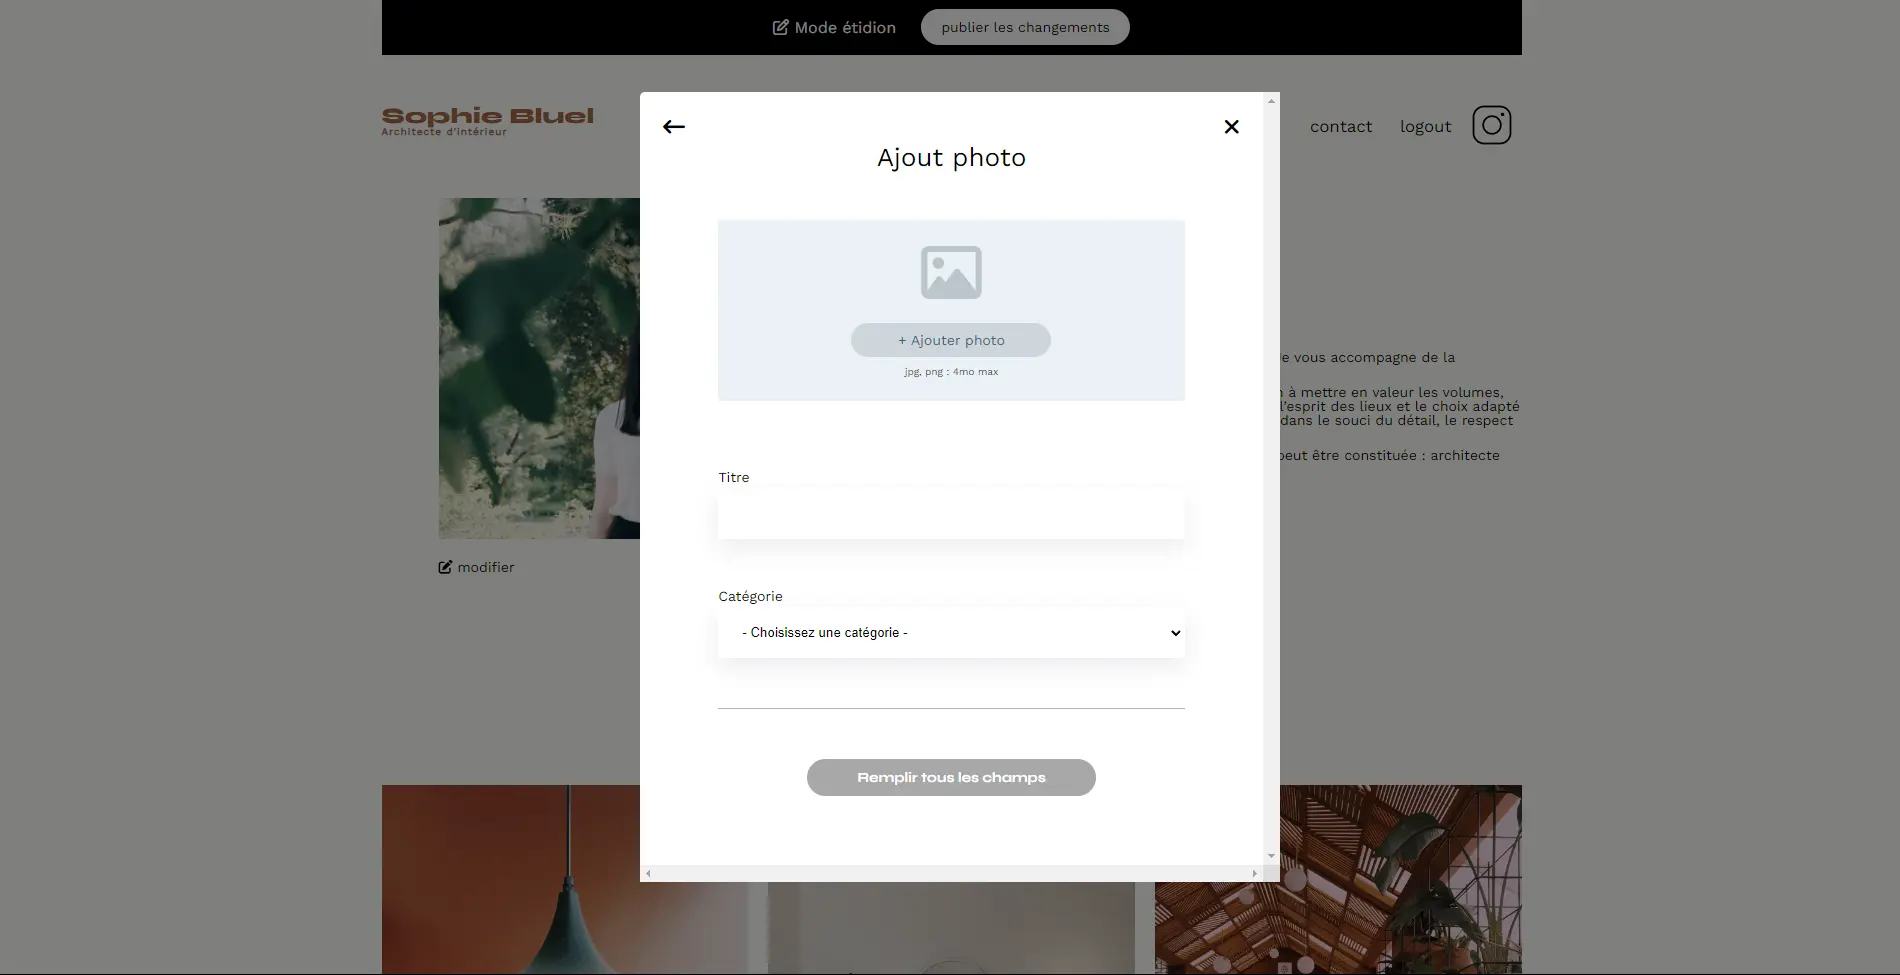 Mode étidion
publier les changements
Sophie Bluel
Architecte d'intérieur
contact
logout
Ajout photo
+ Ajouter photo
jpg, png : 4mo max
e vous accompagne de la
à mettre en valeur les volumes,
l'esprit des lieux et le choix adapté
dans le souci du détail, le respect
peut être constituée : architecte
Titre
modifier
Catégorie
- Choisissez une catégorie -
Remplir tous les champs